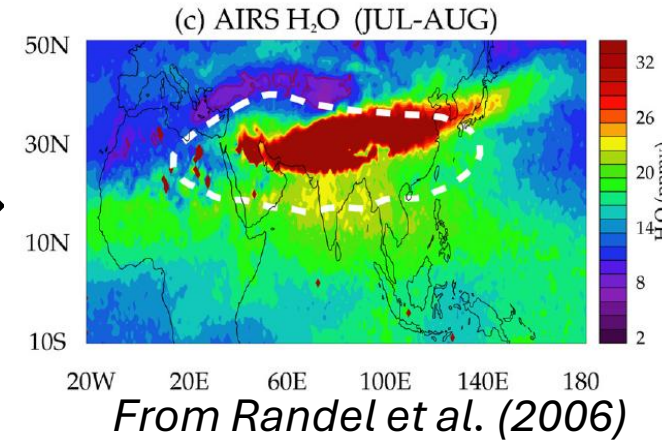 (c) AIRS H₂O (JUL-AUG)
50N
30N
10N
10S
20W 20E 60E 100E 140E 180
32
26
20
14
8
2
From Randel et al. (2006)